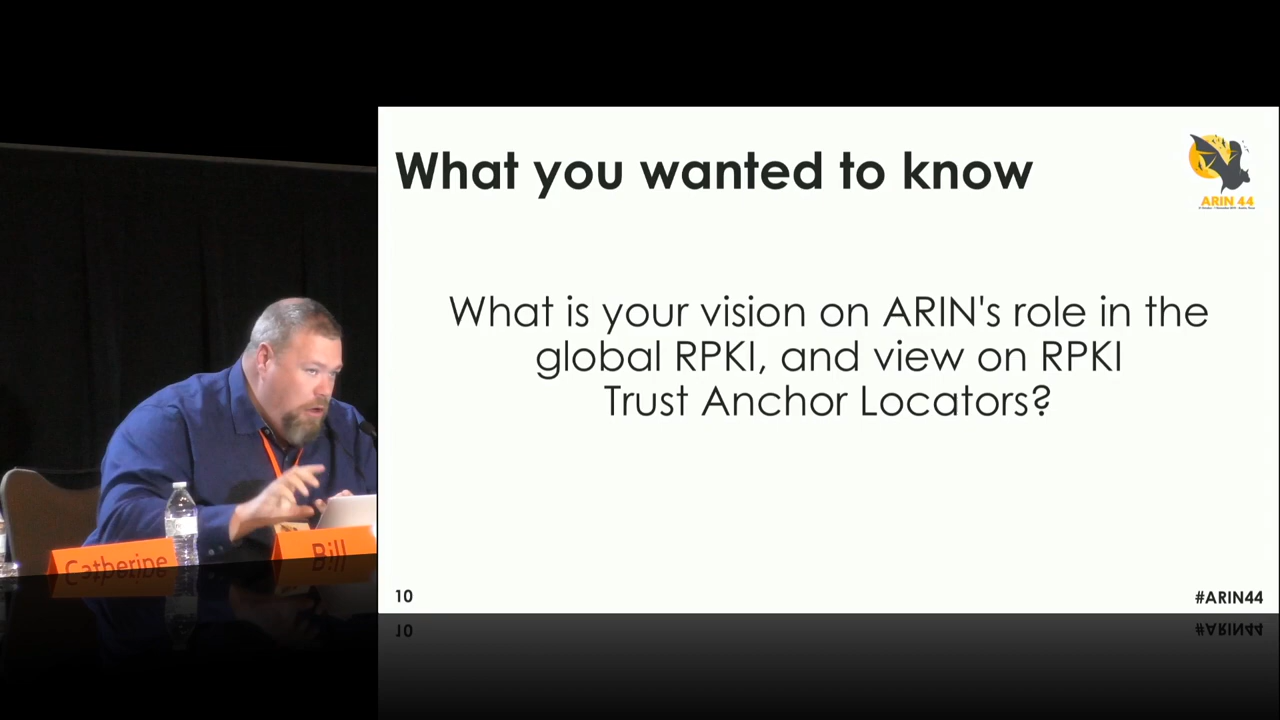 What you wanted to know
ARIN 44
What is your vision on ARIN's role in the
global RPKI, and view on RPKI
Trust Anchor Locators?
Catherine
Bill
10
#ARIN44